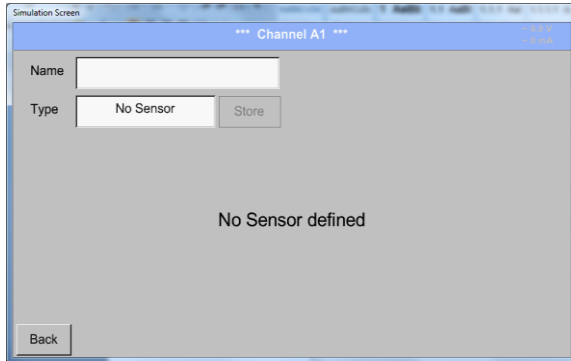 Simulation Screen
*** Channel A1 ***
Name
Type No Sensor Store
No Sensor defined
Back